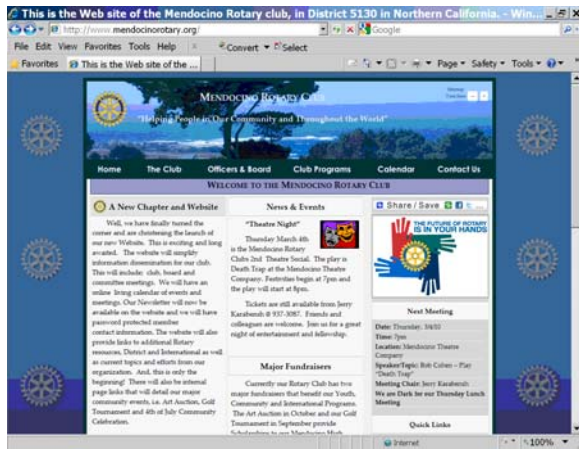 This is the Web site of the Mendocino Rotary club, in District 5130 in Northern California. - Win...
http://www.mendocinorotary.org/
Google
File Edit View Favorites Tools Help
Convert Select
Favorites This is the Web site of the ...
Page Safety Tools
MENDOCINO ROTARY CLUB
"Helping People in Our Community and Throughout the World"
Home The Club Officers & Board Club Programs Calendar Contact Us
WELCOME TO THE MENDOCINO ROTARY CLUB
A New Chapter and Website
Well, we have finally turned the
corner and are christening the launch of
our new Website. This is exciting and long
awaited. The website will simplify
information dissemination for our club.
This will include: club, board and
committee meetings. We will have an
online living calendar of events and
meetings. Our Newsletter will now be
available on the website and we will have
password protected member
contact information. The website will also
provide links to additional Rotary
resources, District and International as well
as current topics and efforts from our
organization. And, this is only the
beginning! There will also be internal
page links that will detail our major
community events, i.e. Art Auction, Golf
Tournament and 4th of July Community
Celebration.
News & Events
"Theatre Night"
Thursday March 4th
is the Mendocino Rotary
Clubs 2nd Theatre Social. The play is
Death Trap at the Mendocino Theatre
Company. Festivities begin at 7pm and
the play will start at 8pm.
Tickets are still available from Jerry
Karabensh @ 937-3087. Friends and
colleagues are welcome. Join us for a great
night of entertainment and fellowship.
Major Fundraisers
Currently our Rotary Club has two
major fundraisers that benefit our Youth,
Community and International Programs.
The Art Auction in October and our Golf
Tournament in September provide
Scholarships to our Mendocino High
Share / Save
THE FUTURE OF ROTARY
IS IN YOUR HANDS
Next Meeting
Date: Thursday, 3/4/10
Time: 7pm
Location: Mendocino Theatre
Company
Speaker/Topic: Bob Cohen – Play
"Death Trap"
Meeting Chair: Jerry Karabensh
We are Dark for our Thursday Lunch
Meeting
Quick Links
Internet
100%